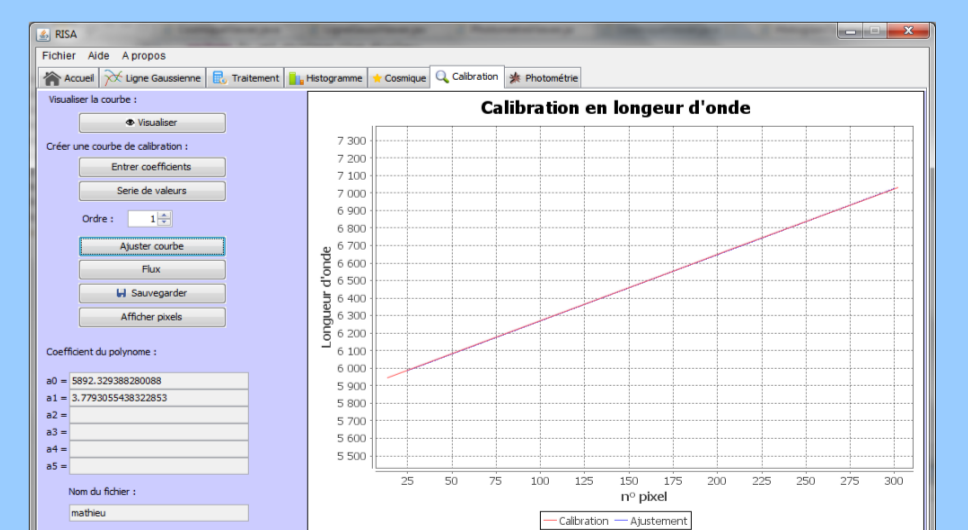 RISA
Fichier Aide A propos
Accueil Ligne Gaussienne Traitement Histogramme Cosmique Calibration Photométrie
Visualiser la courbe :
Visualiser
Créer une courbe de calibration :
Entrer coefficients
Serie de valeurs
Ordre : 1
Ajuster courbe
Flux
Sauvegarder
Afficher pixels
Coefficient du polynome :
a0 = 5892.329388280088
a1 = 3.7793055438322853
a2 =
a3 =
a4 =
a5 =
Nom du fichier :
mathieu
Calibration en longeur d'onde
Longueur d'onde
7 300
7 200
7 100
7 000
6 900
6 800
6 700
6 600
6 500
6 400
6 300
6 200
6 100
6 000
5 900
5 800
5 700
5 600
5 500
25 50 75 100 125 150 175 200 225 250 275 300
n° pixel
Calibration Ajustement